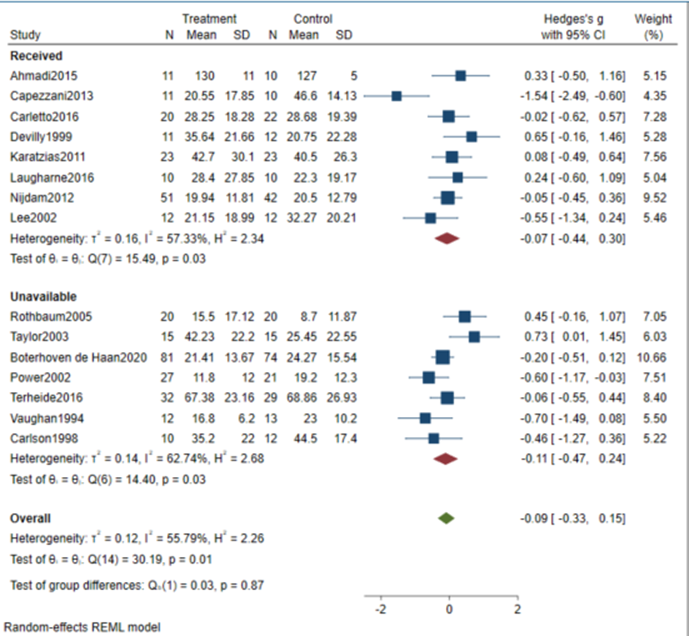 Treatment Control Hedges's g Weight
Study N Mean SD N Mean SD with 95% CI (%)
Received
Ahmadi2015 11 130 11 10 127 5 0.33 [ -0.50, 1.16] 5.15
Capezzani2013 11 20.55 17.85 10 46.6 14.13 -1.54 [ -2.49, -0.60] 4.35
Carletto2016 20 28.25 18.28 22 28.68 19.39 -0.02 [ -0.62, 0.57] 7.28
Devilly1999 11 35.64 21.66 12 20.75 22.28 0.65 [ -0.16, 1.46] 5.28
Karatzias2011 23 42.7 30.1 23 40.5 26.3 0.08 [ -0.49, 0.64] 7.56
Laugharne2016 10 28.4 27.85 10 22.3 19.17 0.24 [ -0.60, 1.09] 5.04
Nijdam2012 51 19.94 11.81 42 20.5 12.79 -0.05 [ -0.45, 0.36] 9.52
Lee2002 12 21.15 18.99 12 32.27 20.21 -0.55 [ -1.34, 0.24] 5.46
Heterogeneity: τ² = 0.16, I² = 57.33%, H² = 2.34 -0.07 [ -0.44, 0.30]
Test of θᵢ = θⱼ: Q(7) = 15.49, p = 0.03
Unavailable
Rothbaum2005 20 15.5 17.12 20 8.7 11.87 0.45 [ -0.16, 1.07] 7.05
Taylor2003 15 42.23 22.2 15 25.45 22.55 0.73 [ 0.01, 1.45] 6.03
Boterhoven de Haan2020 81 21.41 13.67 74 24.27 15.54 -0.20 [ -0.51, 0.12] 10.66
Power2002 27 11.8 12 21 19.2 12.3 -0.60 [ -1.17, -0.03] 7.51
Terheide2016 32 67.38 23.16 29 68.86 26.93 -0.06 [ -0.55, 0.44] 8.40
Vaughan1994 12 16.8 6.2 13 23 10.2 -0.70 [ -1.49, 0.08] 5.50
Carlson1998 10 35.2 22 12 44.5 17.4 -0.46 [ -1.27, 0.36] 5.22
Heterogeneity: τ² = 0.14, I² = 62.74%, H² = 2.68 -0.11 [ -0.47, 0.24]
Test of θᵢ = θⱼ: Q(6) = 14.40, p = 0.03
Overall -0.09 [ -0.33, 0.15]
Heterogeneity: τ² = 0.12, I² = 55.79%, H² = 2.26
Test of θᵢ = θⱼ: Q(14) = 30.19, p = 0.01
Test of group differences: Q_b(1) = 0.03, p = 0.87
-2 0 2
Random-effects REML model